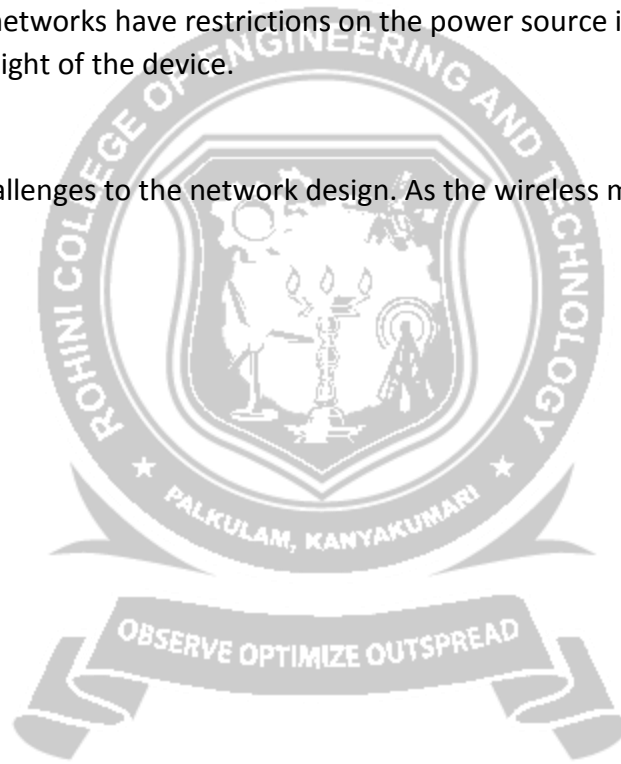 networks have restrictions on the power source i
ight of the device.
allenges to the network design. As the wireless m
ROHINI COLLEGE OF ENGINEERING AND TECHNOLOGY
PALKULAM, KANYAKUMARI
OBSERVE OPTIMIZE OUTSPREAD